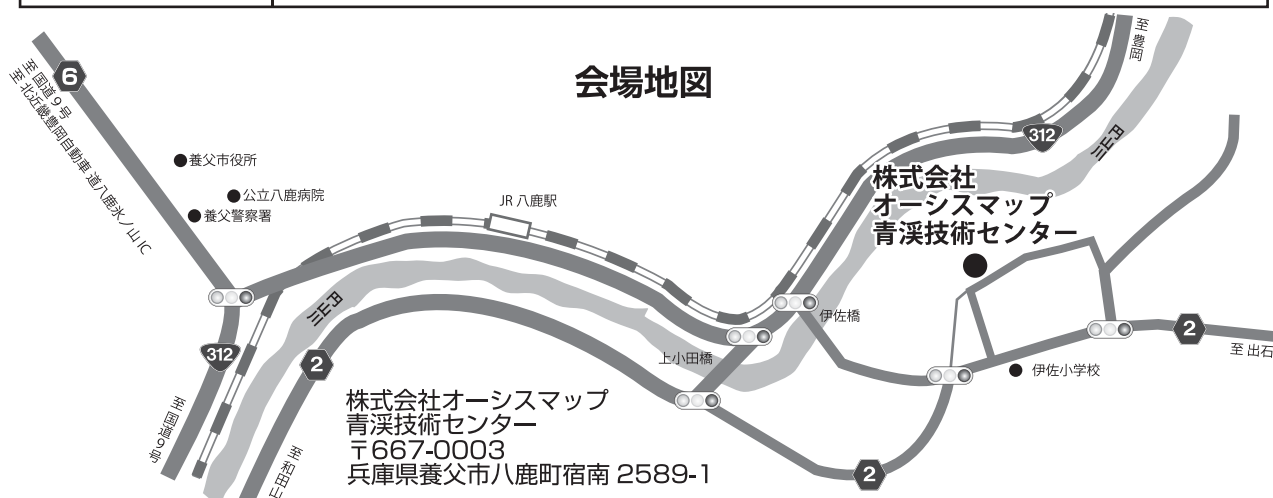 会場地図
至 豊岡
6
至 国道9号
至 北近畿豊岡自動車道八鹿氷ノ山IC
312
円山川
養父市役所
公立八鹿病院
養父警察署
JR 八鹿駅
株式会社
オーシスマップ
青渓技術センター
円山川
伊佐橋
312
2
上小田橋
2
至 出石
伊佐小学校
至 国道9号
至 和田山
株式会社オーシスマップ
青渓技術センター
〒667-0003
兵庫県養父市八鹿町宿南 2589-1
2